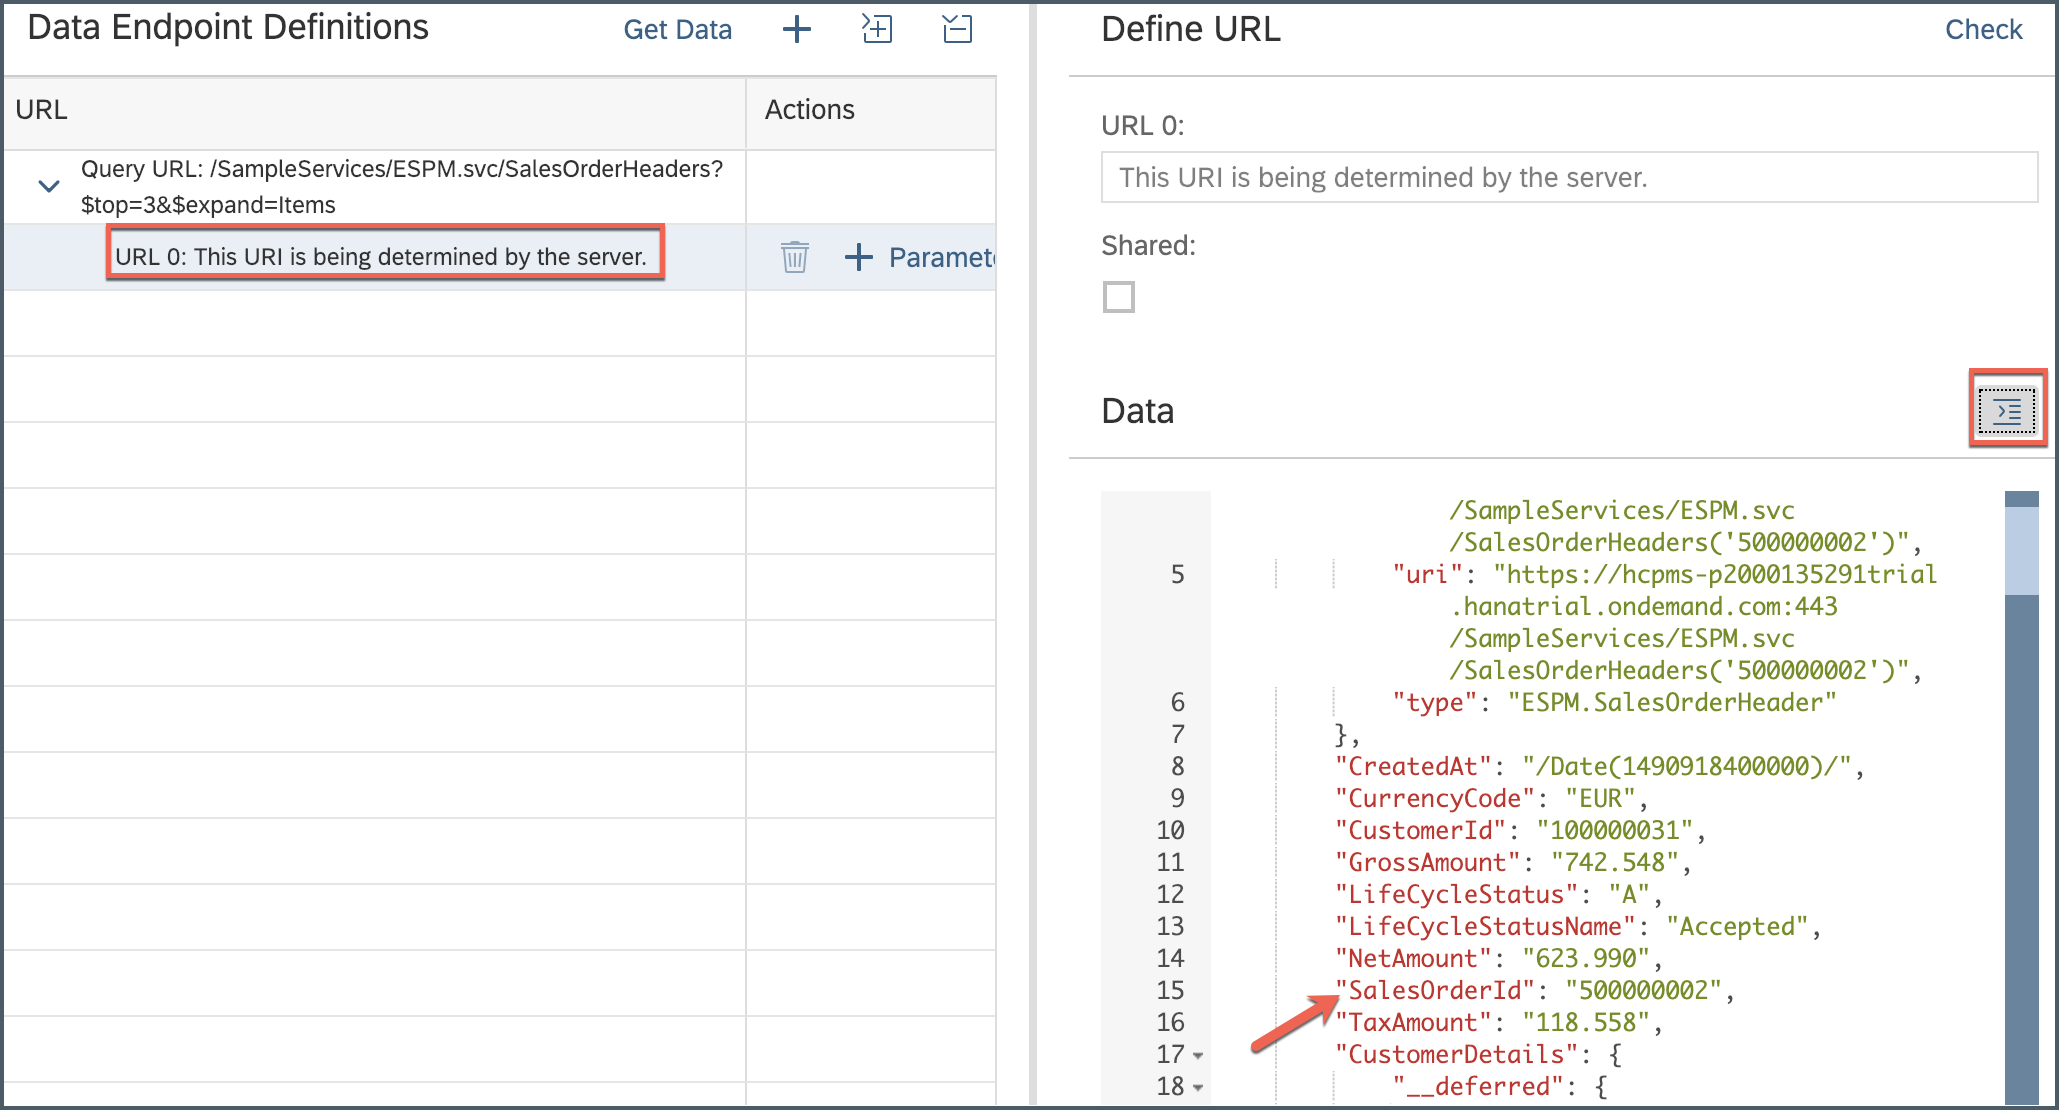 Data Endpoint Definitions
Get Data
URL
Actions
Query URL: /SampleServices/ESPM.svc/SalesOrderHeaders?
$top=3&$expand=Items
URL 0: This URI is being determined by the server.
Paramet
Define URL
Check
URL 0:
This URI is being determined by the server.
Shared:
Data
/SampleServices/ESPM.svc
/SalesOrderHeaders('500000002')",
5 "uri": "https://hcpms-p2000135291trial
.hanatrial.ondemand.com:443
/SampleServices/ESPM.svc
/SalesOrderHeaders('500000002')",
6 "type": "ESPM.SalesOrderHeader"
7 },
8 "CreatedAt": "/Date(1490918400000)/",
9 "CurrencyCode": "EUR",
10 "CustomerId": "100000031",
11 "GrossAmount": "742.548",
12 "LifeCycleStatus": "A",
13 "LifeCycleStatusName": "Accepted",
14 "NetAmount": "623.990",
15 "SalesOrderId": "500000002",
16 "TaxAmount": "118.558",
17 "CustomerDetails": {
18 "__deferred": {